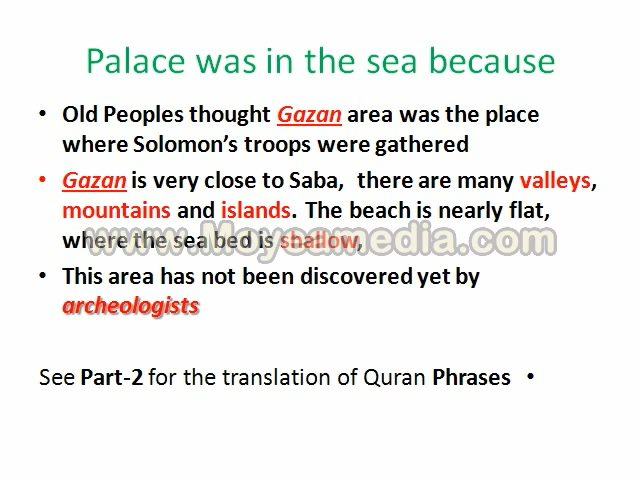 Palace was in the sea because
• Old Peoples thought Gazan area was the place
where Solomon's troops were gathered
• Gazan is very close to Saba, there are many valleys,
mountains and islands. The beach is nearly flat,
where the sea bed is shallow,
www.Moysamedia.com
• This area has not been discovered yet by
archeologists
See Part-2 for the translation of Quran Phrases •